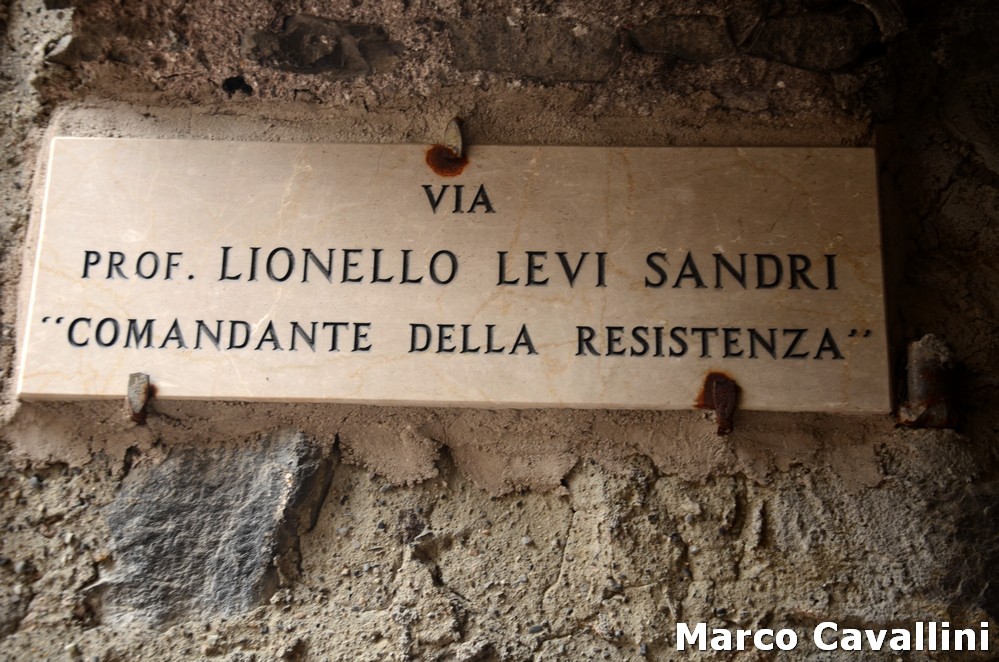 VIA
PROF. LIONELLO LEVI SANDRI
"COMANDANTE DELLA RESISTENZA"
Marco Cavallini